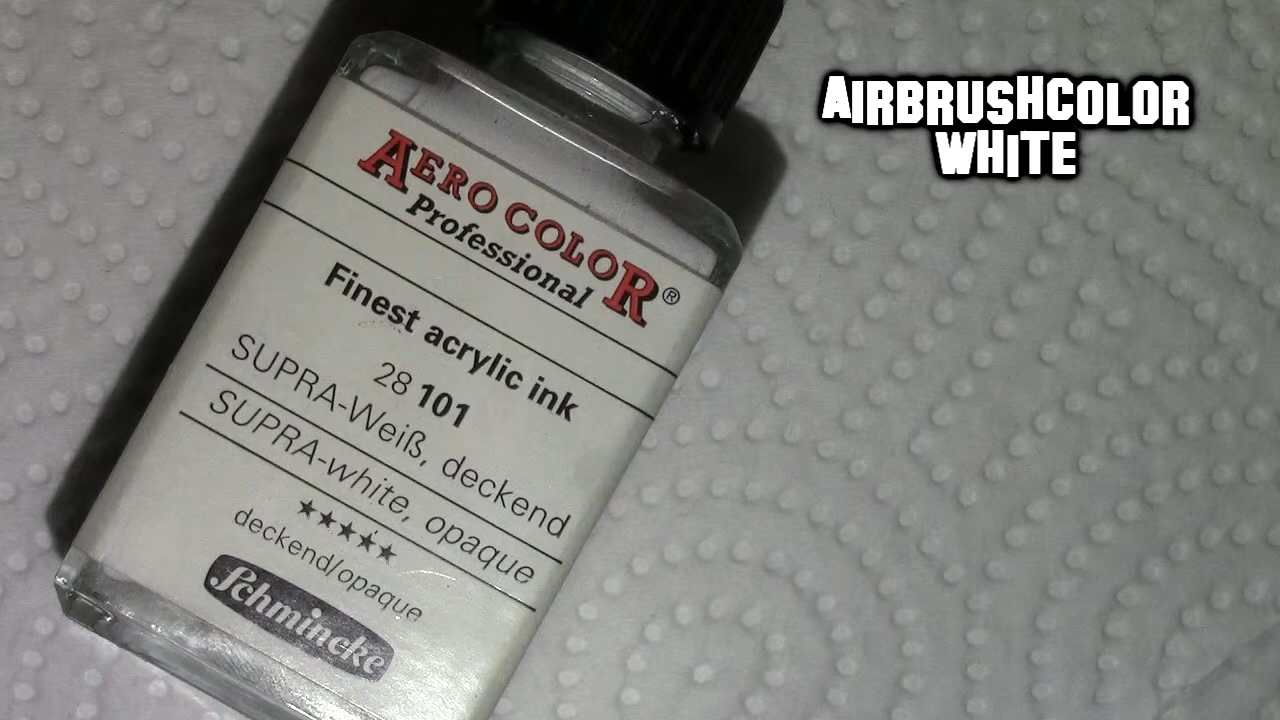 AERO COLOR®
Professional
Finest acrylic ink
28 101
SUPRA-Weiß, deckend
SUPRA-white, opaque
★★★★★
deckend/opaque
Schmincke
AIRBRUSHCOLOR
WHITE